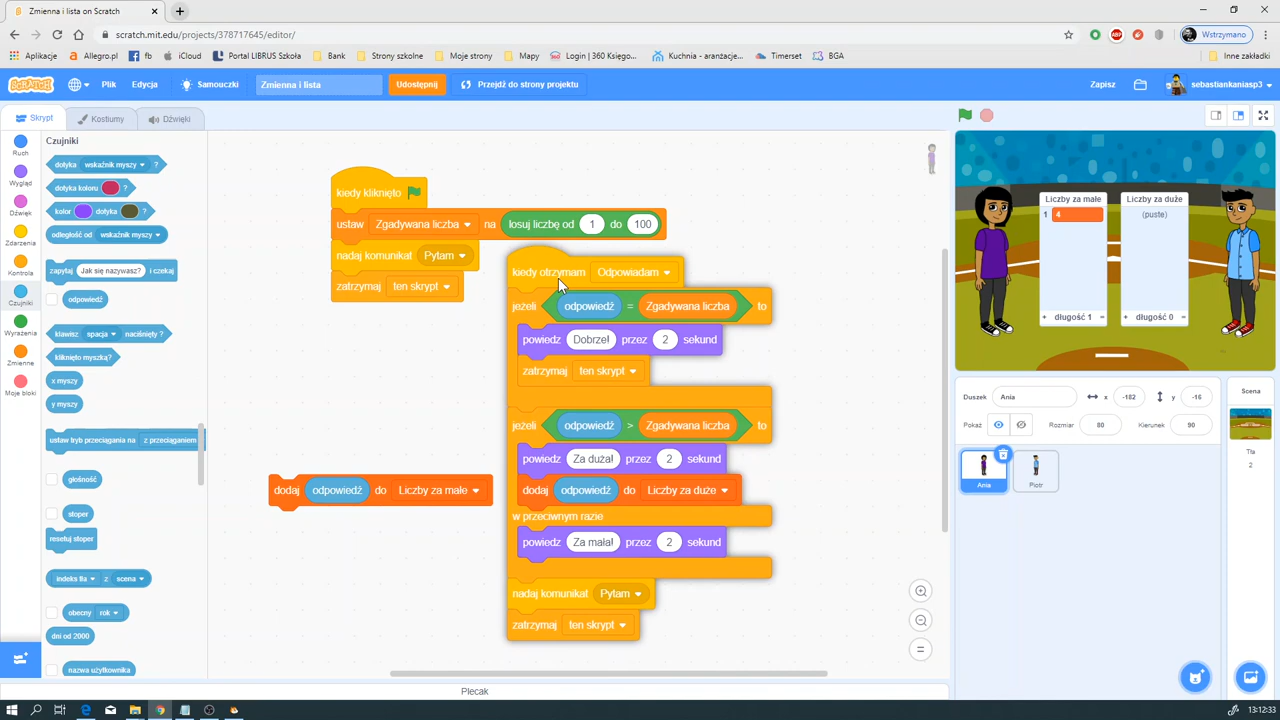 Zmienna i lista on Scratch
scratch.mit.edu/projects/378717645/editor/
Wstrzymano
Aplikacje
Allegro.pl
fb
iCloud
Portal LIBRUS Szkoła
Bank
Strony szkolne
Moje strony
Mapy
Login | 360 Księgo...
Kuchnia - aranżacje...
Timerset
BGA
Inne zakładki
SCRATCH
Plik
Edycja
Samouczki
Zmienna i lista
Udostępnij
Przejdź do strony projektu
Zapisz
sebastiankaniasp3
Skrypt
Kostiumy
Dźwięki
Ruch
Wygląd
Dźwięk
Zdarzenia
Kontrola
Czujniki
Wyrażenia
Zmienne
Moje bloki
Czujniki
dotyka wskaźnik myszy ?
dotyka koloru ?
kolor dotyka ?
odległość od wskaźnik myszy
zapytaj Jak się nazywasz? i czekaj
odpowiedź
klawisz spacja naciśnięty ?
kliknięto myszką?
x myszy
y myszy
ustaw tryb przeciągania na z przeciąganiem
głośność
stoper
resetuj stoper
indeks tła z scena
obecny rok
dni od 2000
nazwa użytkownika
kiedy kliknięto
ustaw Zgadywana liczba na losuj liczbę od 1 do 100
nadaj komunikat Pytam
zatrzymaj ten skrypt
dodaj odpowiedź do Liczby za małe
kiedy otrzymam Odpowiadam
jeżeli odpowiedź = Zgadywana liczba to
powiedz Dobrze! przez 2 sekund
zatrzymaj ten skrypt
jeżeli odpowiedź > Zgadywana liczba to
powiedz Za duża! przez 2 sekund
dodaj odpowiedź do Liczby za duże
w przeciwnym razie
powiedz Za mała! przez 2 sekund
nadaj komunikat Pytam
zatrzymaj ten skrypt
Plecak
Liczby za małe
1 4
+ długość 1 =
Liczby za duże
(puste)
+ długość 0 =
Duszek Ania x -182 y -16
Pokaż Rozmiar 80 Kierunek 90
Ania
Piotr
Scena
Tła
2
13:12:33